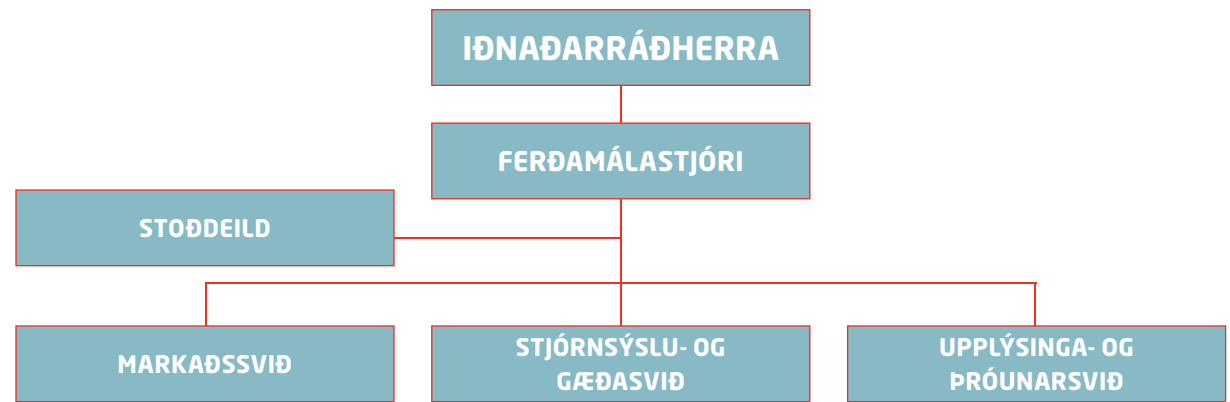 IÐNAÐARRÁÐHERRA
FERÐAMÁLASTJÓRI
STOÐDEILD
MARKAÐSSVIÐ
STJÓRNSÝSLU- OG
GÆÐASVIÐ
UPPLÝSINGA- OG
ÞRÓUNARSVIÐ